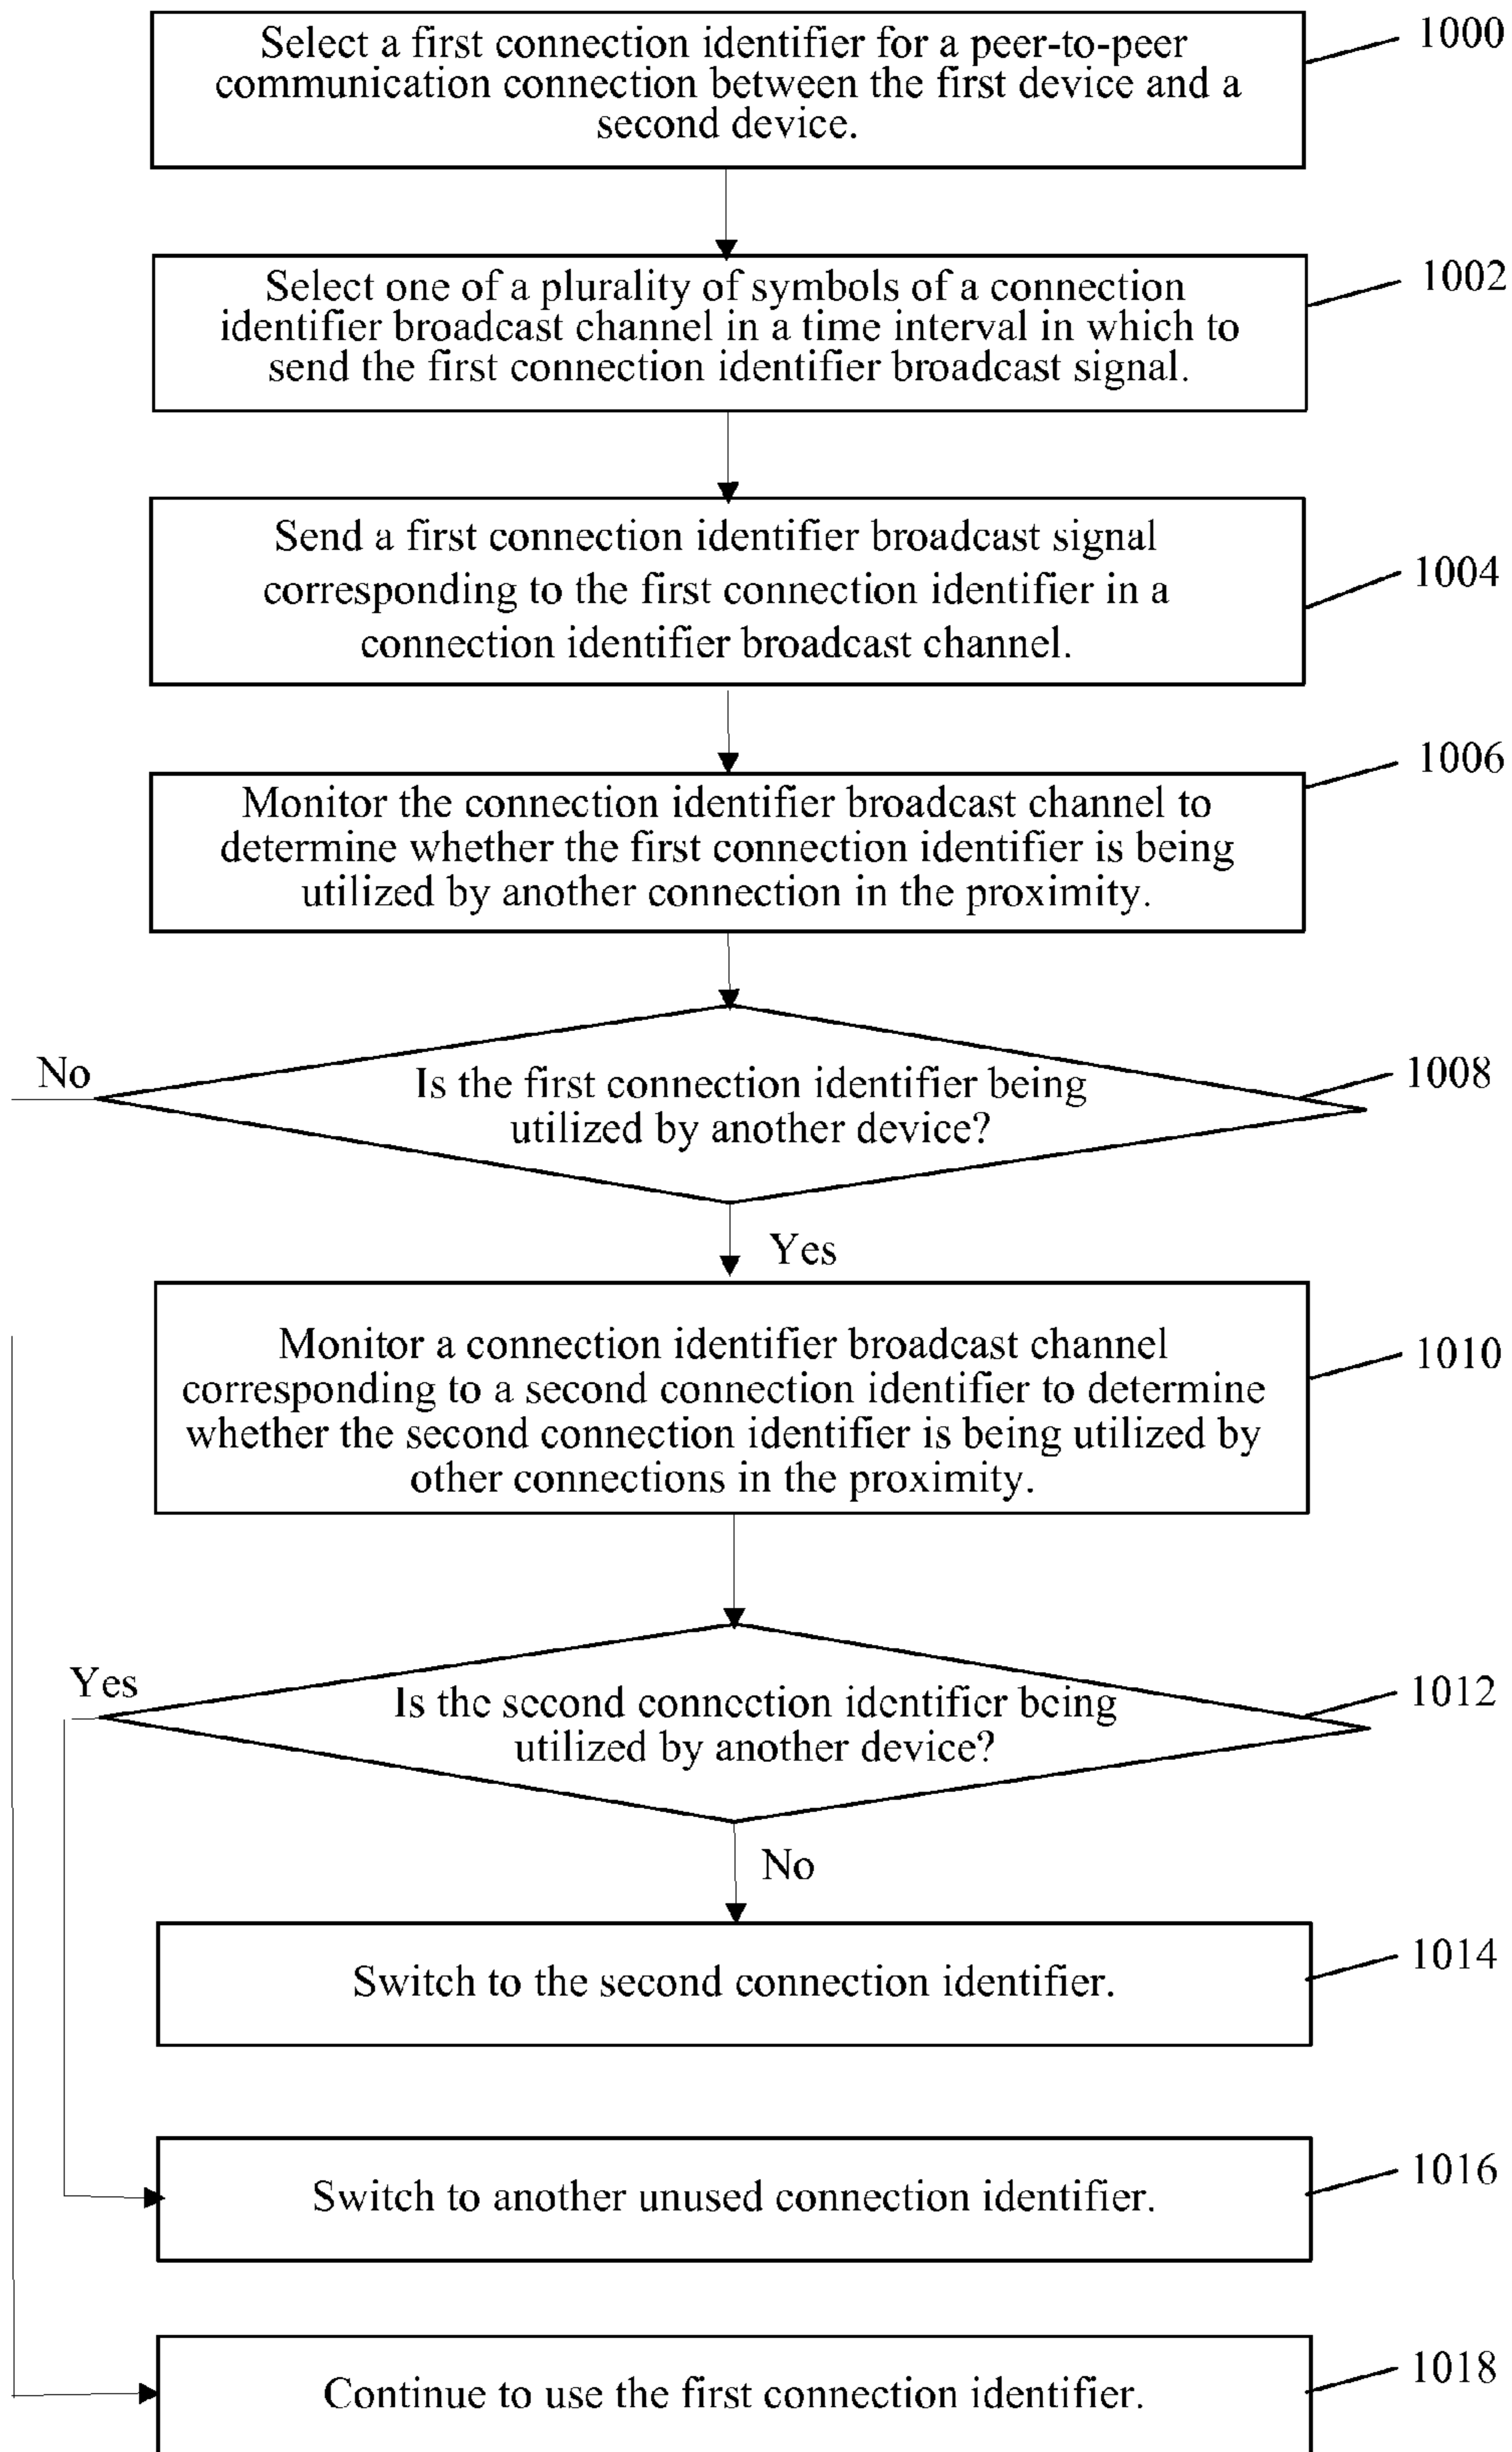 Select a first connection identifier for a peer-to-peer
communication connection between the first device and a
second device.
1000
Select one of a plurality of symbols of a connection
identifier broadcast channel in a time interval in which to
send the first connection identifier broadcast signal.
1002
Send a first connection identifier broadcast signal
corresponding to the first connection identifier in a
connection identifier broadcast channel.
1004
Monitor the connection identifier broadcast channel to
determine whether the first connection identifier is being
utilized by another connection in the proximity.
1006
No
Is the first connection identifier being
utilized by another device?
1008
Yes
Monitor a connection identifier broadcast channel
corresponding to a second connection identifier to determine
whether the second connection identifier is being utilized by
other connections in the proximity.
1010
Yes
Is the second connection identifier being
utilized by another device?
1012
No
Switch to the second connection identifier.
1014
Switch to another unused connection identifier.
1016
Continue to use the first connection identifier.
1018